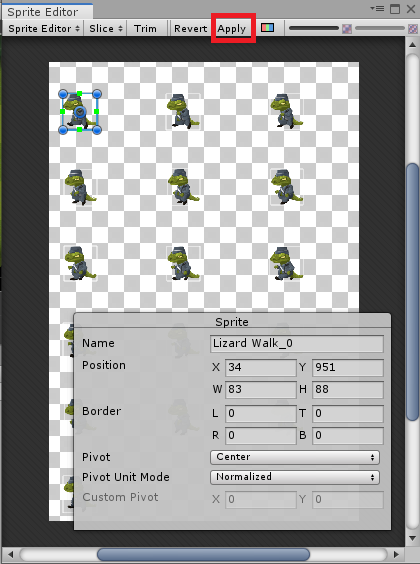 Sprite Editor
Sprite Editor Slice Trim Revert Apply
Sprite
Name Lizard Walk_0
Position X 34 Y 951
W 83 H 88
Border L 0 T 0
R 0 B 0
Pivot Center
Pivot Unit Mode Normalized
Custom Pivot X 0 Y 0